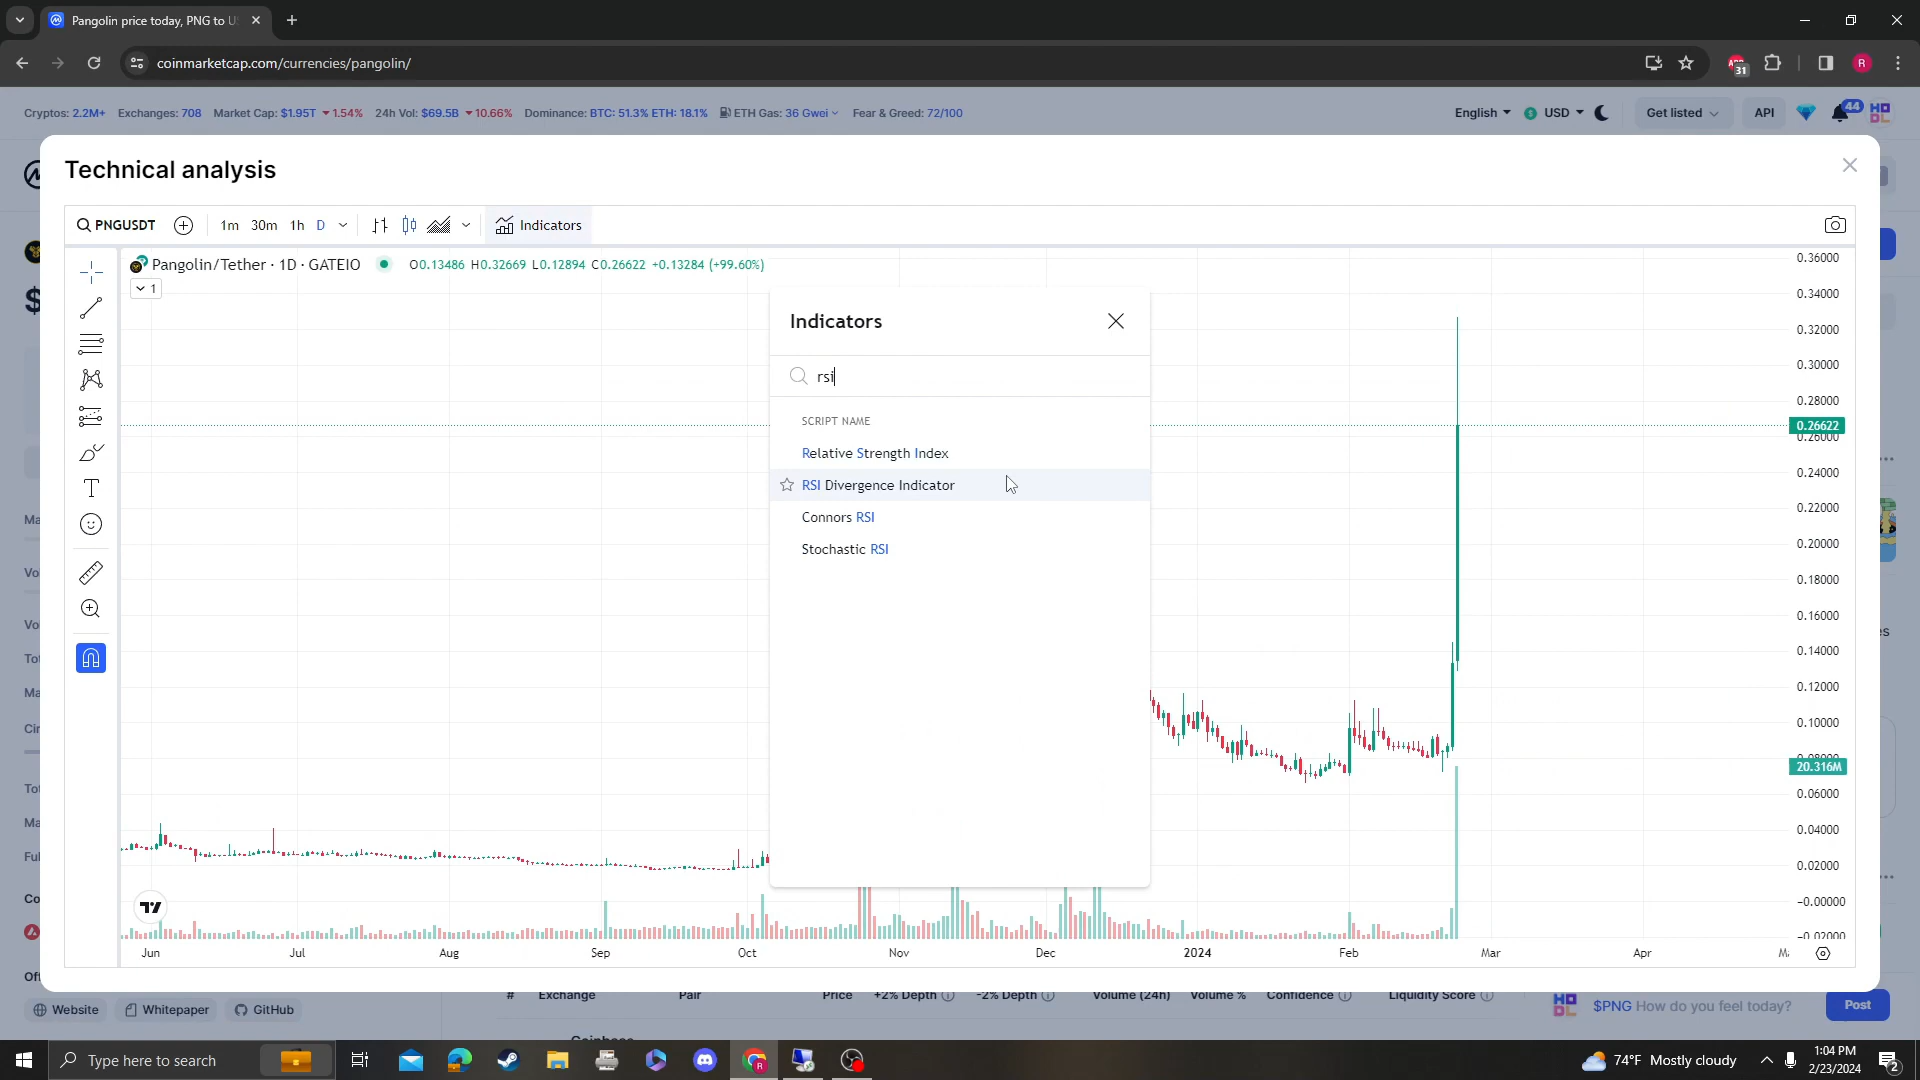 Pangolin price today, PNG to U
coinmarketcap.com/currencies/pangolin/
31
R
Cryptos: 2.2M+ Exchanges: 708 Market Cap: $1.95T 1.54% 24h Vol: $69.5B 10.66% Dominance: BTC: 51.3% ETH: 18.1% ETH Gas: 36 Gwei Fear & Greed: 72/100
English USD Get listed API 44
Technical analysis
PNGUSDT 1m 30m 1h D Indicators
Pangolin/Tether · 1D · GATEIO O0.13486 H0.32669 L0.12894 C0.26622 +0.13284 (+99.60%)
1
Indicators
rsi
SCRIPT NAME
Relative Strength Index
RSI Divergence Indicator
Connors RSI
Stochastic RSI
0.36000
0.34000
0.32000
0.30000
0.28000
0.26622
0.26000
0.24000
0.22000
0.20000
0.18000
0.16000
0.14000
0.12000
0.10000
20.316M
0.06000
0.04000
0.02000
-0.00000
-0.02000
Jun Jul Aug Sep Oct Nov Dec 2024 Feb Mar Apr
Website Whitepaper GitHub
# Exchange Pair Price +2% Depth -2% Depth Volume (24h) Volume % Confidence Liquidity Score
$PNG How do you feel today? Post
Type here to search
74°F Mostly cloudy
1:04 PM
2/23/2024
2